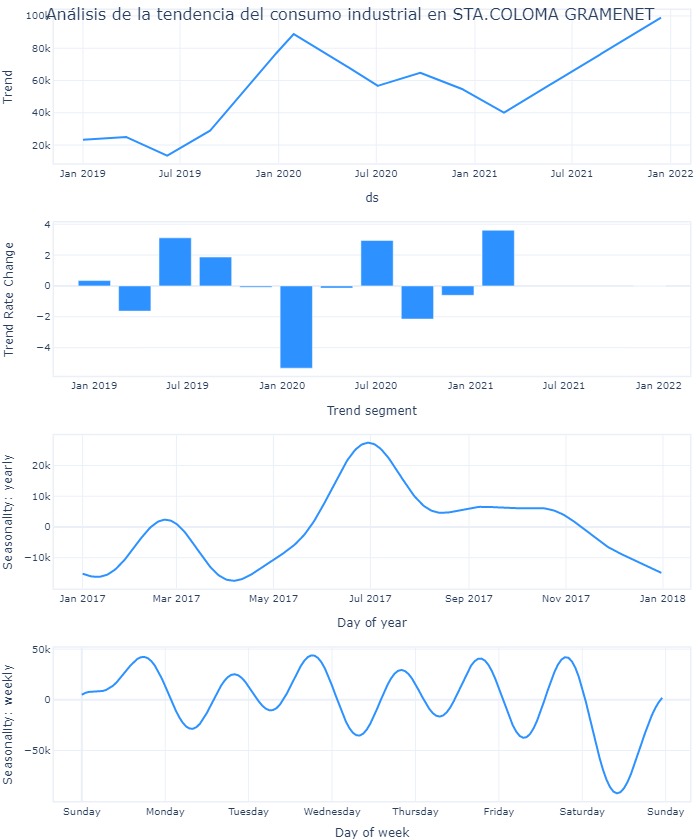 Análisis de la tendencia del consumo industrial en STA.COLOMA GRAMENET
100k
80k
60k
40k
20k
Trend
Jan 2019 Jul 2019 Jan 2020 Jul 2020 Jan 2021 Jul 2021 Jan 2022
ds
4
2
0
−2
−4
Trend Rate Change
Jan 2019 Jul 2019 Jan 2020 Jul 2020 Jan 2021 Jul 2021 Jan 2022
Trend segment
20k
10k
0
−10k
Seasonality: yearly
Jan 2017 Mar 2017 May 2017 Jul 2017 Sep 2017 Nov 2017 Jan 2018
Day of year
50k
0
−50k
Seasonality: weekly
Sunday Monday Tuesday Wednesday Thursday Friday Saturday Sunday
Day of week